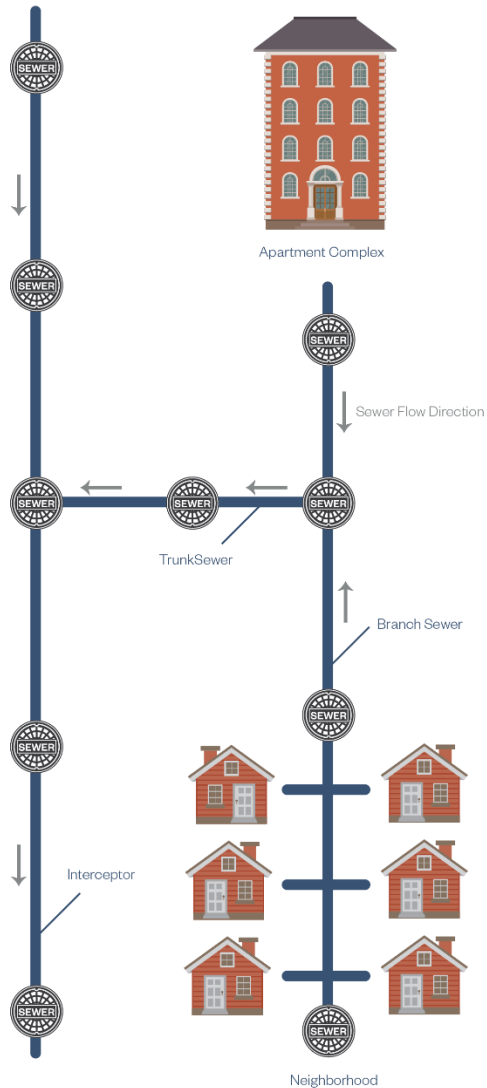 SEWER
Apartment Complex
SEWER
SEWER
Sewer Flow Direction
SEWER
SEWER
SEWER
TrunkSewer
Branch Sewer
SEWER
SEWER
Interceptor
SEWER
SEWER
Neighborhood